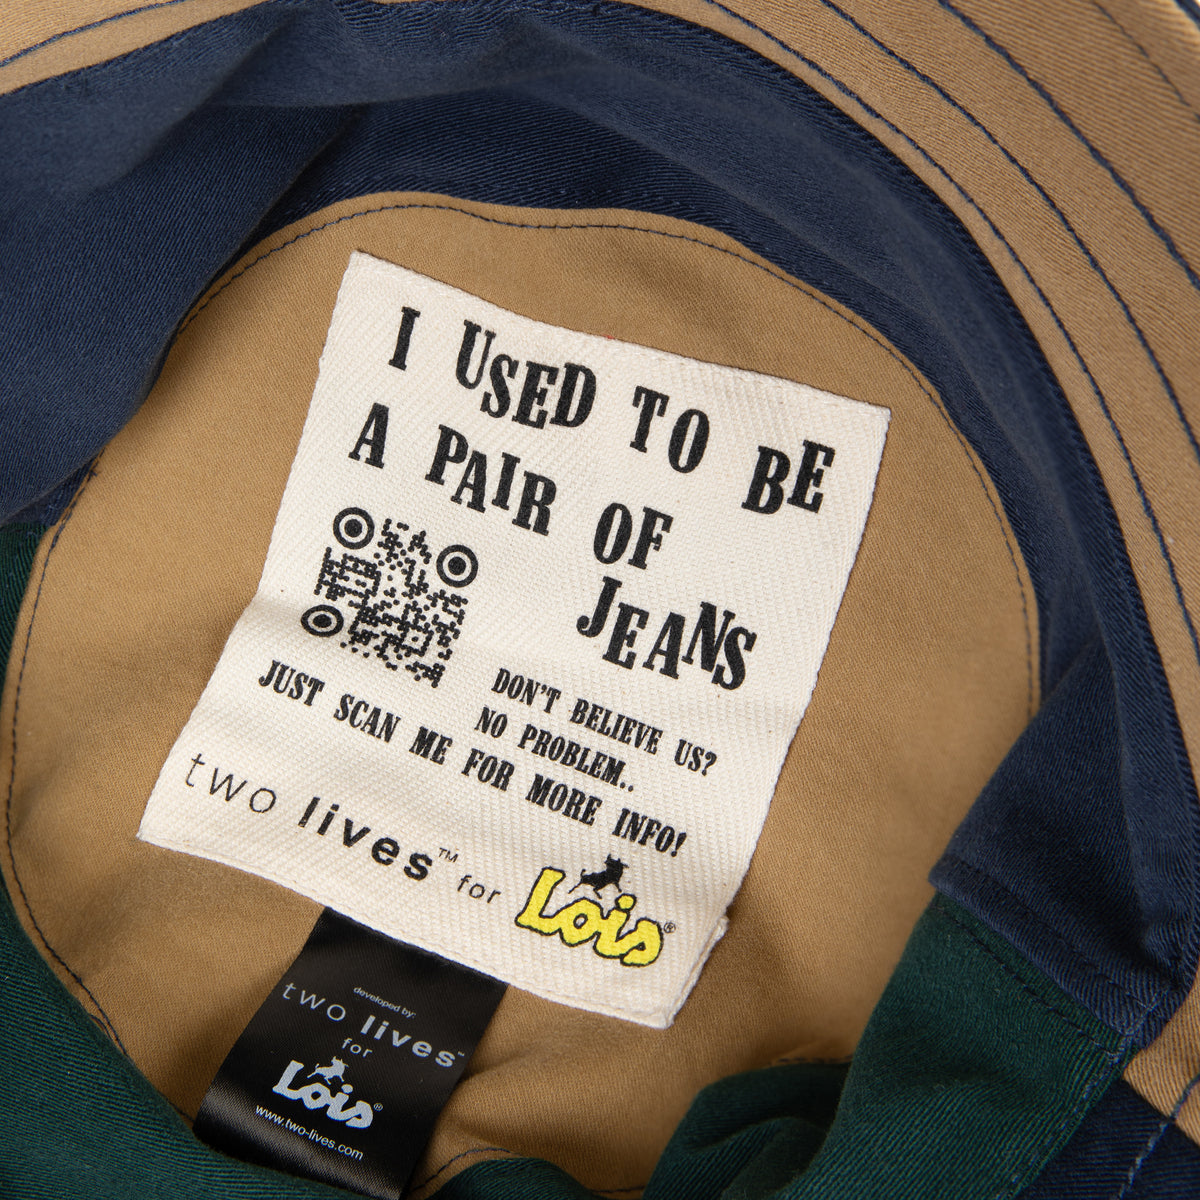 I USED TO BE
A PAIR OF
JEANS
DON'T BELIEVE US?
NO PROBLEM..
JUST SCAN ME FOR MORE INFO!
two lives™ for Lois®
developed by:
two lives™
for
Lois®
www.two-lives.com